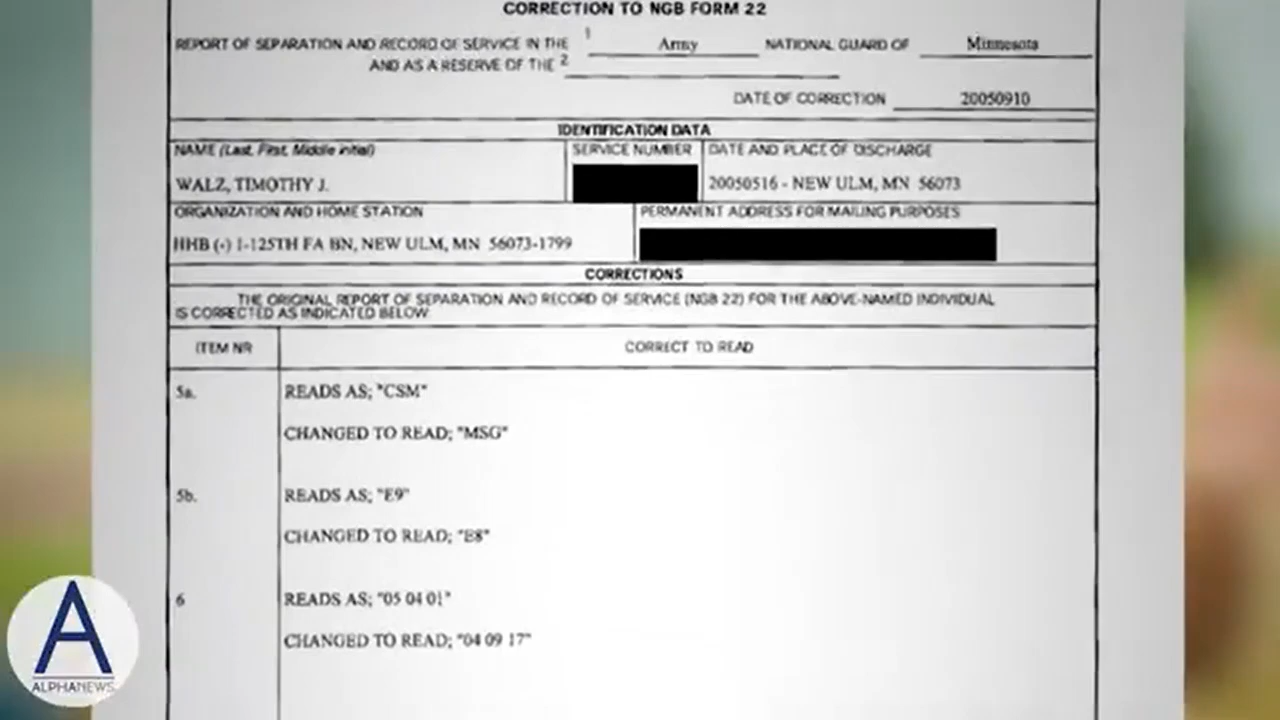 CORRECTION TO NGB FORM 22
REPORT OF SEPARATION AND RECORD OF SERVICE IN THE 1 Army NATIONAL GUARD OF Minnesota
AND AS A RESERVE OF THE 2
DATE OF CORRECTION 20050910
IDENTIFICATION DATA
NAME (Last, First, Middle initial) SERVICE NUMBER DATE AND PLACE OF DISCHARGE
WALZ, TIMOTHY J. 20050516 - NEW ULM, MN 56073
ORGANIZATION AND HOME STATION PERMANENT ADDRESS FOR MAILING PURPOSES
HHB (-) 1-125TH FA BN, NEW ULM, MN 56073-1799
CORRECTIONS
THE ORIGINAL REPORT OF SEPARATION AND RECORD OF SERVICE (NGB 22) FOR THE ABOVE-NAMED INDIVIDUAL
IS CORRECTED AS INDICATED BELOW
ITEM NR CORRECT TO READ
5a. READS AS; "CSM"
CHANGED TO READ; "MSG"
5b. READS AS; "E9"
CHANGED TO READ; "E8"
6 READS AS; "05 04 01"
CHANGED TO READ; "04 09 17"
A
ALPHANEWS